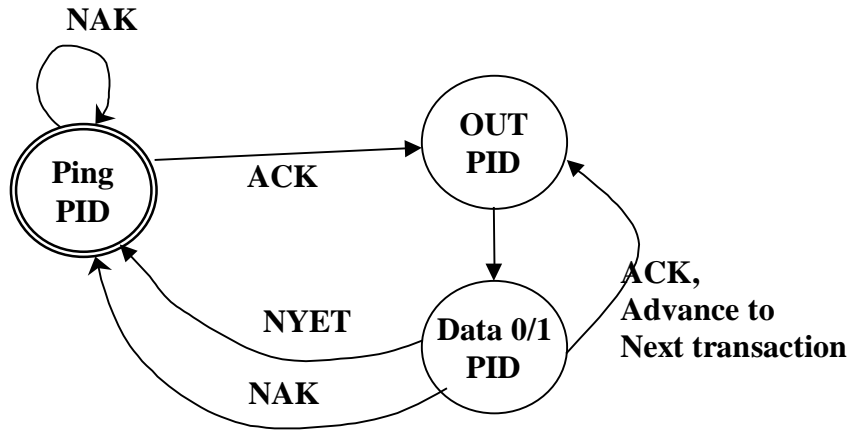 NAK
Ping
PID
ACK
OUT
PID
NYET
NAK
Data 0/1
PID
ACK,
Advance to
Next transaction